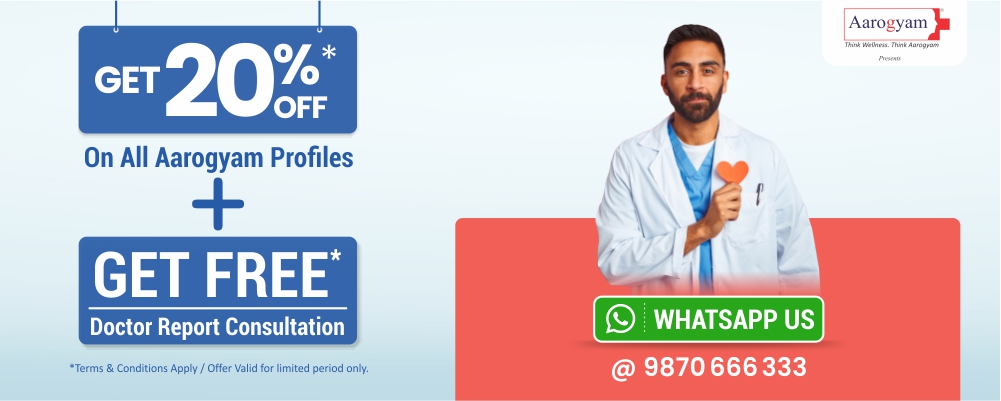 GET 20%* OFF
On All Aarogyam Profiles
+
GET FREE*
Doctor Report Consultation
*Terms & Conditions Apply / Offer Valid for limited period only.
Aarogyam®
Think Wellness. Think Aarogyam
Presents
WHATSAPP US
@ 9870 666 333